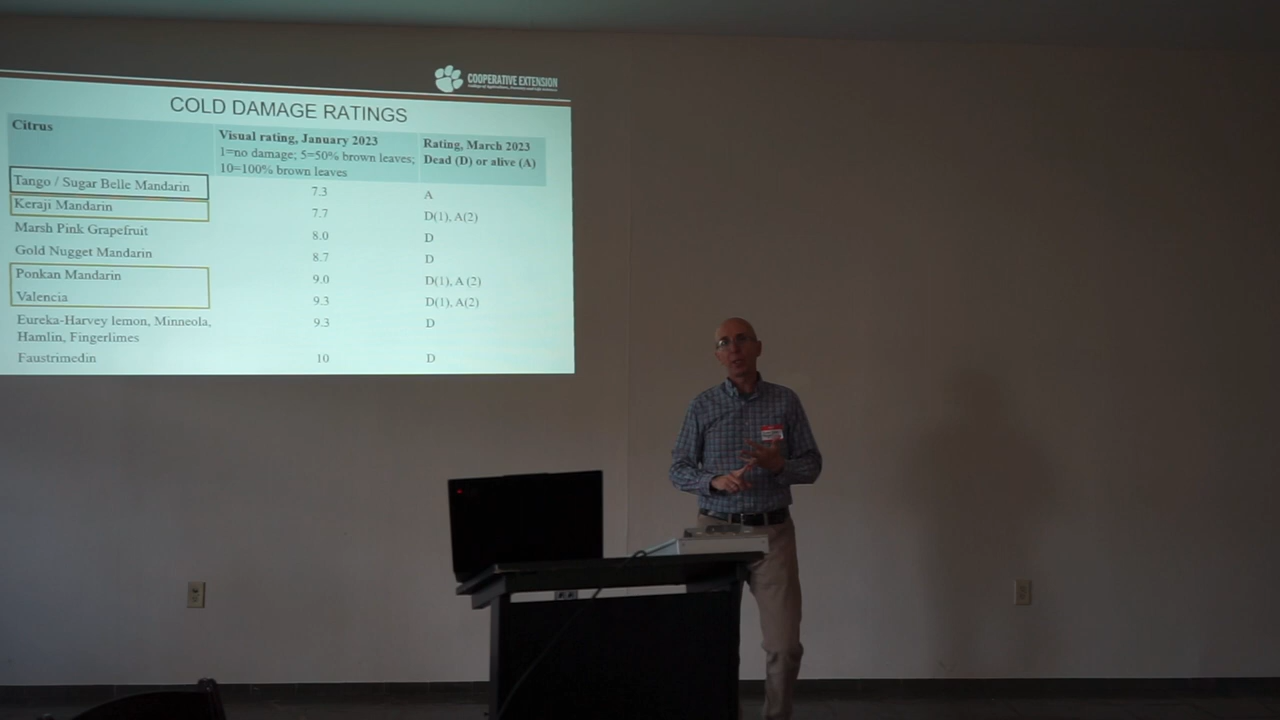 COOPERATIVE EXTENSION
COLD DAMAGE RATINGS
Citrus
Visual rating, January 2023
1=no damage; 5=50% brown leaves;
10=100% brown leaves
Rating, March 2023
Dead (D) or alive (A)
Tango / Sugar Belle Mandarin 7.3 A
Keraji Mandarin 7.7 D(1), A(2)
Marsh Pink Grapefruit 8.0 D
Gold Nugget Mandarin 8.7 D
Ponkan Mandarin 9.0 D(1), A (2)
Valencia 9.3 D(1), A(2)
Eureka-Harvey lemon, Minneola, 9.3 D
Hamlin, Fingerlimes
Faustrimedin 10 D